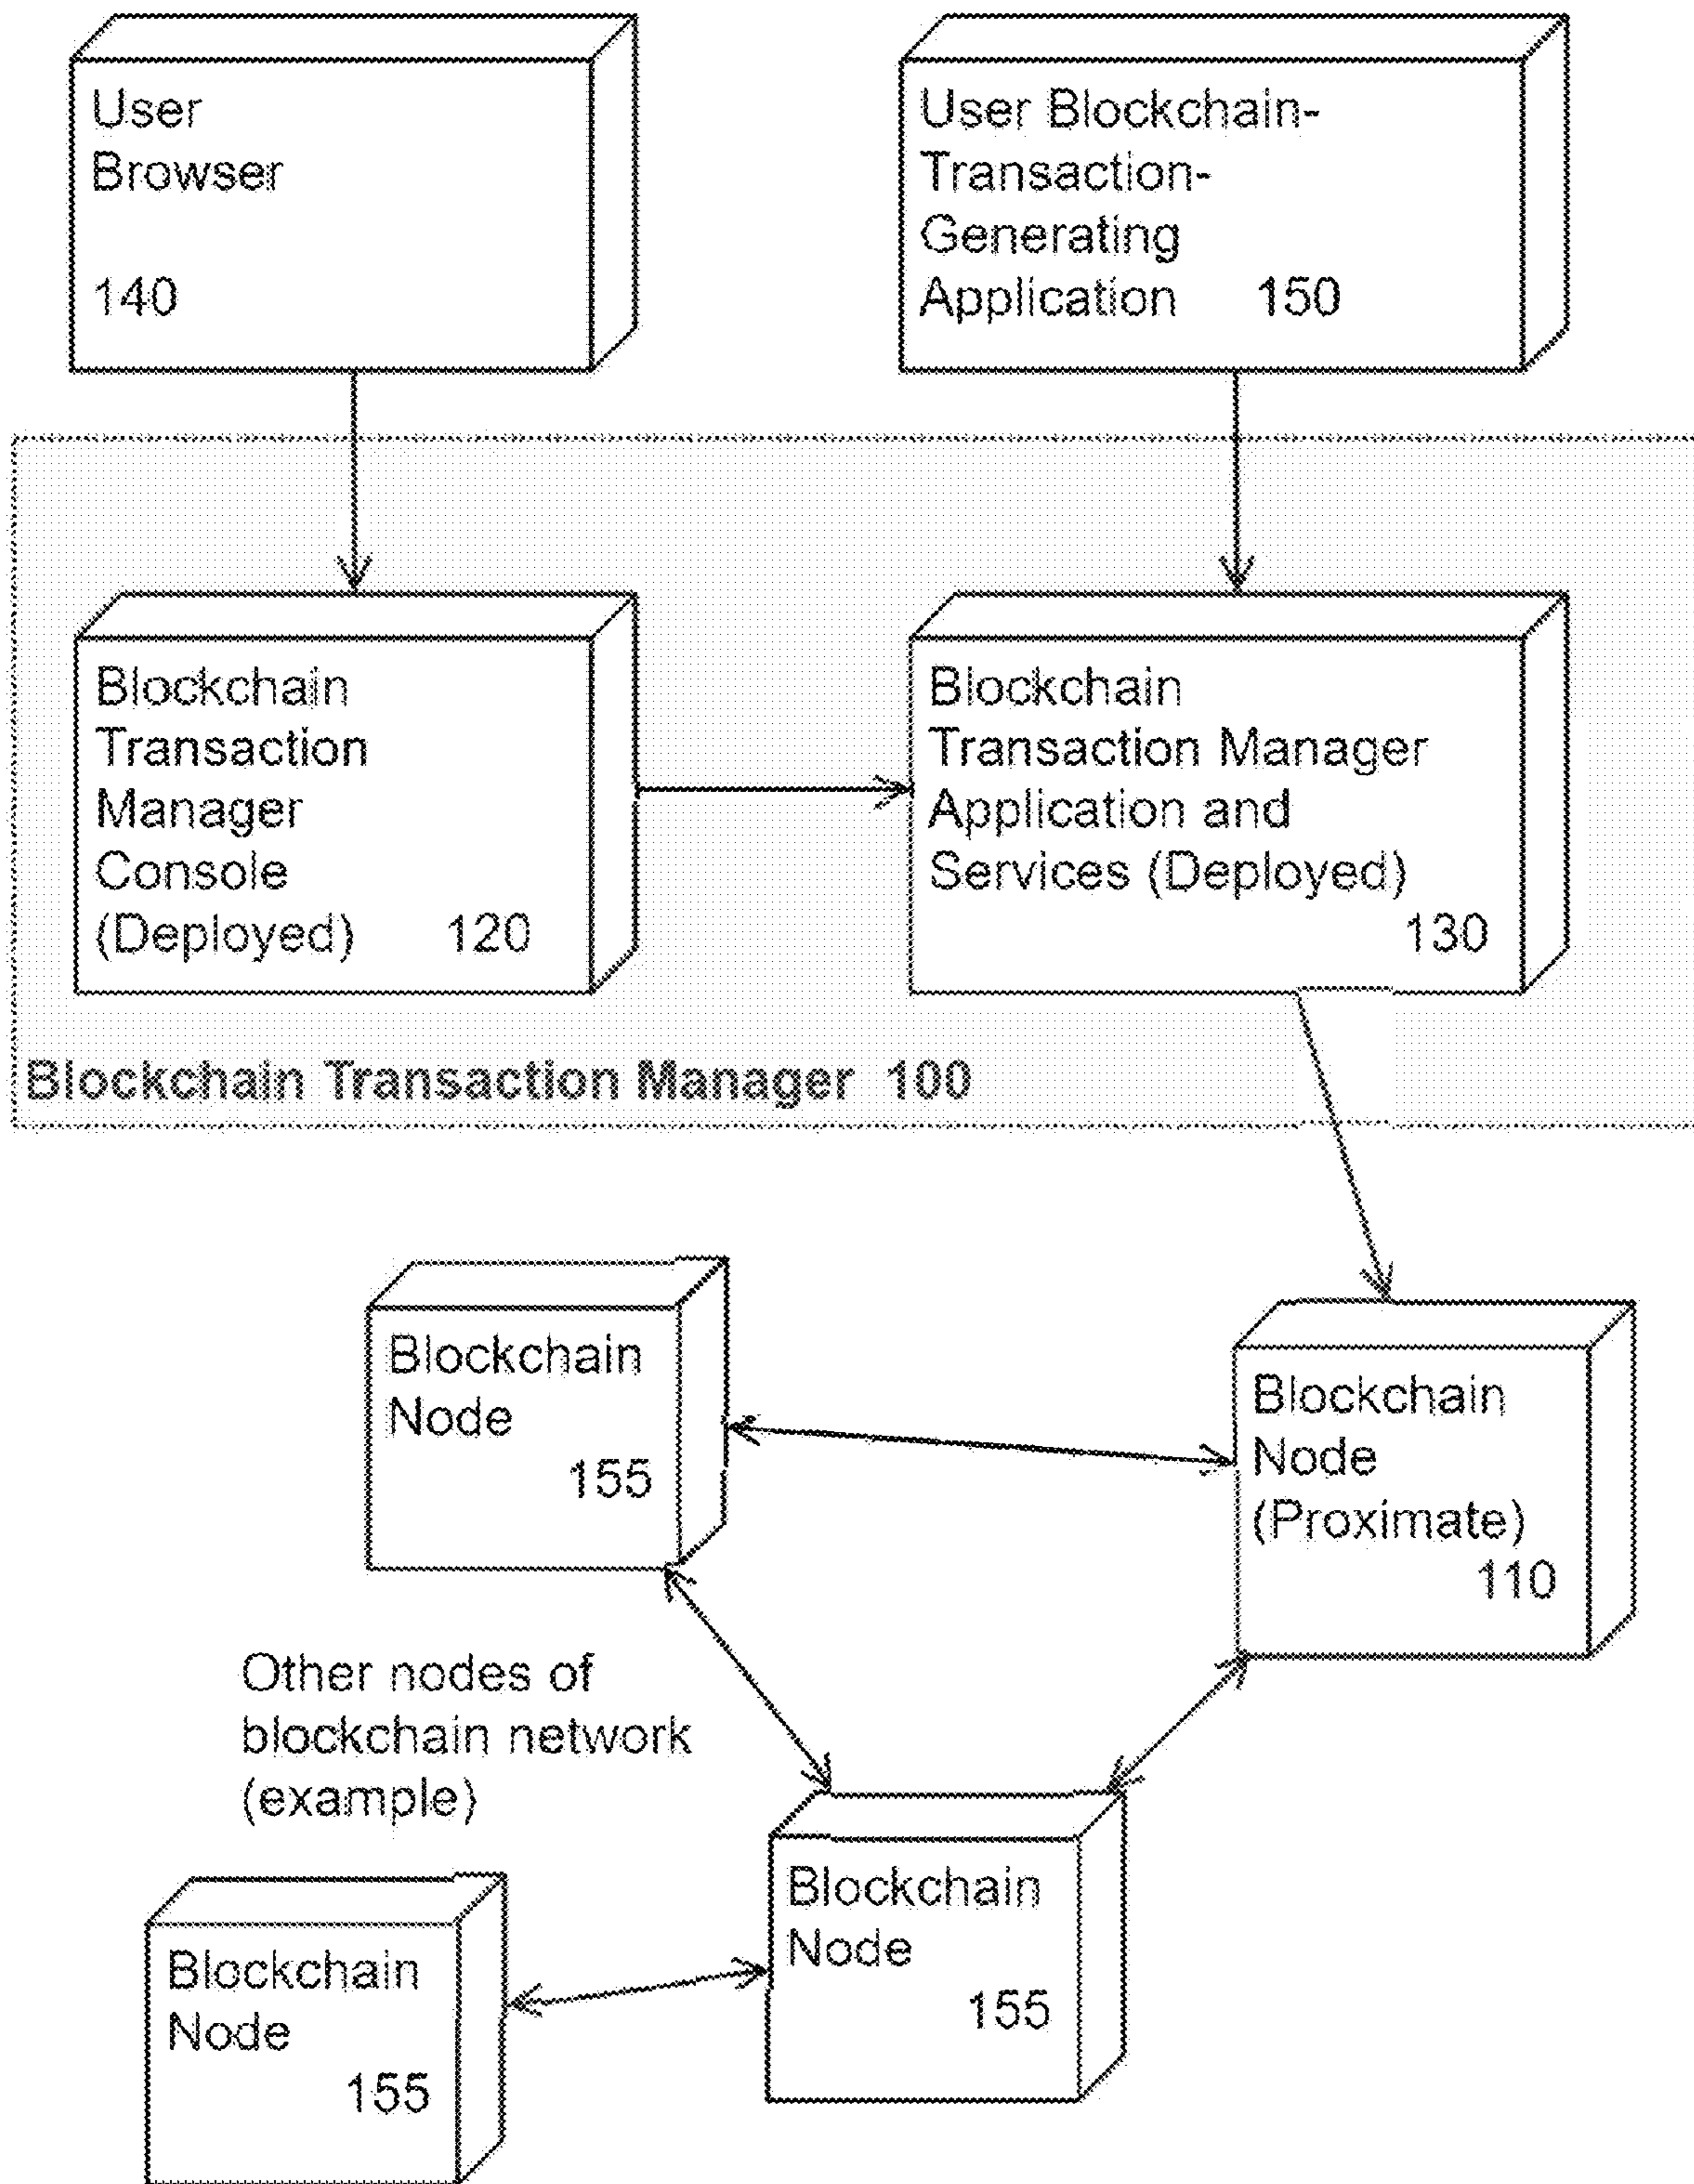 User
Browser
140
User Blockchain-
Transaction-
Generating
Application 150
Blockchain
Transaction
Manager
Console
(Deployed) 120
Blockchain
Transaction Manager
Application and
Services (Deployed)
130
Blockchain Transaction Manager 100
Blockchain
Node
155
Blockchain
Node
(Proximate)
110
Other nodes of
blockchain network
(example)
Blockchain
Node
155
Blockchain
Node
155